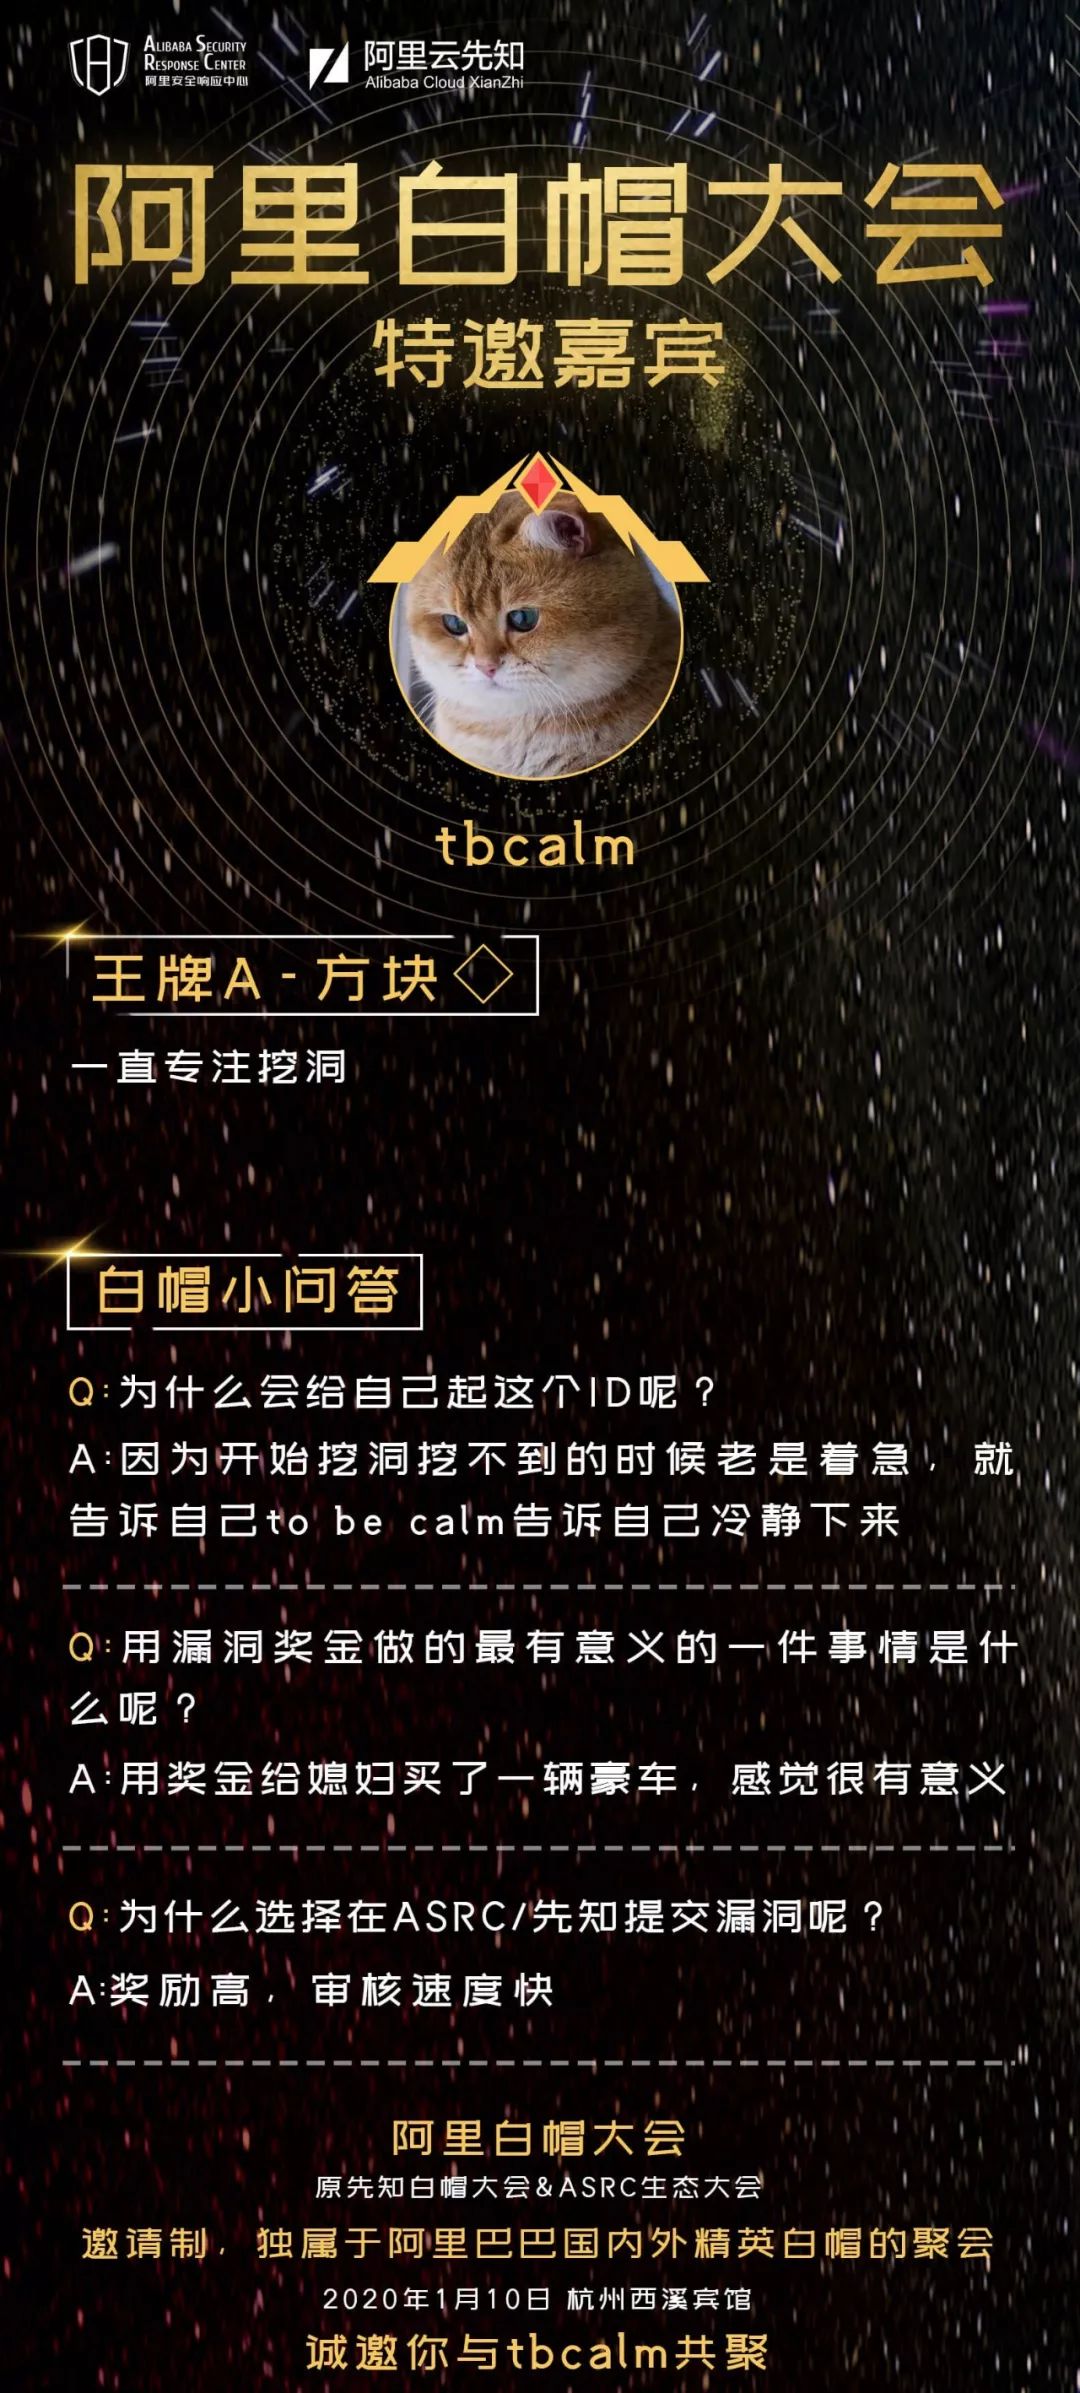 ALIBABA SECURITY
RESPONSE CENTER
阿里安全响应中心
阿里云先知
Alibaba Cloud XianZhi
阿里白帽大会
特邀嘉宾
tbcalm
王牌A-方块
一直专注挖洞
白帽小问答
Q:为什么会给自己起这个ID呢？
A:因为开始挖洞挖不到的时候老是着急，就
告诉自己to be calm告诉自己冷静下来
Q:用漏洞奖金做的最有意义的一件事情是什
么呢？
A:用奖金给媳妇买了一辆豪车，感觉很有意义
Q:为什么选择在ASRC/先知提交漏洞呢？
A:奖励高，审核速度快
阿里白帽大会
原先知白帽大会&ASRC生态大会
邀请制，独属于阿里巴巴国内外精英白帽的聚会
2020年1月10日 杭州西溪宾馆
诚邀你与tbcalm共聚